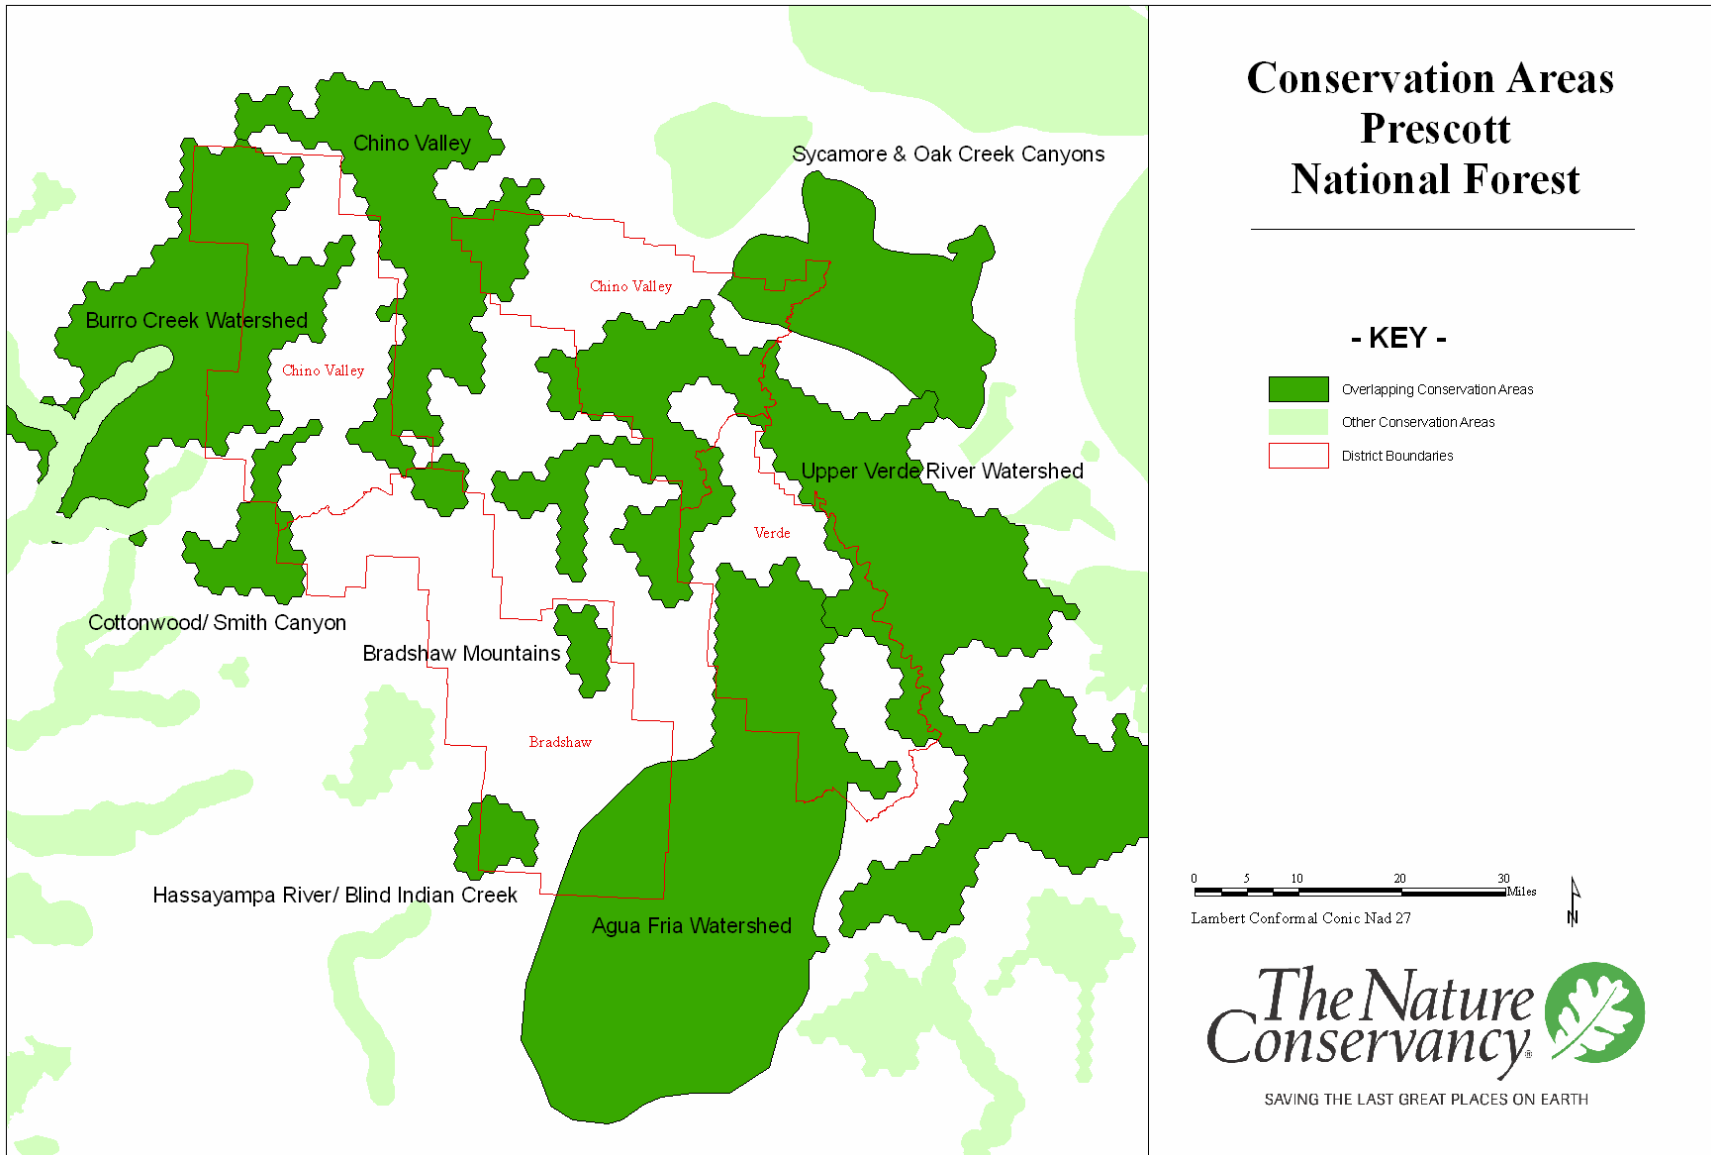 Conservation Areas
Prescott
National Forest
Chino Valley
Sycamore & Oak Creek Canyons
Chino Valley
Burro Creek Watershed
Chino Valley
Upper Verde River Watershed
Verde
Cottonwood/ Smith Canyon
Bradshaw Mountains
Bradshaw
Hassayampa River/ Blind Indian Creek
Agua Fria Watershed
- KEY -
Overlapping Conservation Areas
Other Conservation Areas
District Boundaries
0 5 10 20 30
Miles
Lambert Conformal Conic Nad 27
N
The Nature
Conservancy®
SAVING THE LAST GREAT PLACES ON EARTH